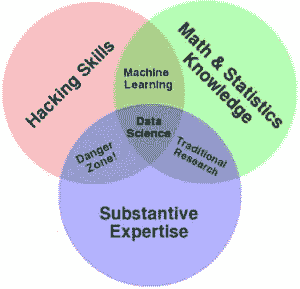 Hacking Skills
Math & Statistics
Knowledge
Machine
Learning
Data
Science
Danger
Zone!
Traditional
Research
Substantive
Expertise